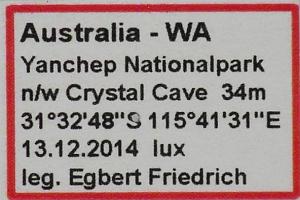 Australia - WA
Yanchep Nationalpark
n/w Crystal Cave 34m
31°32'48"S 115°41'31"E
13.12.2014 lux
leg. Egbert Friedrich